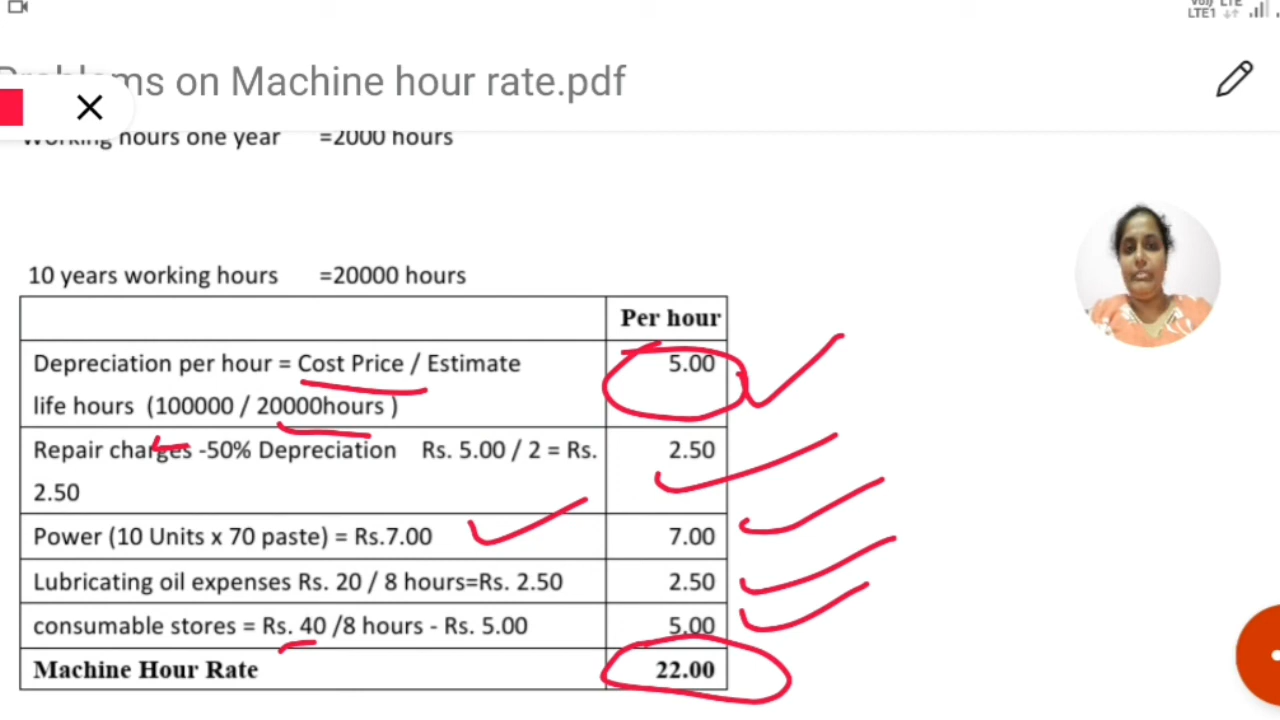 LTE1
Problems on Machine hour rate.pdf
Working hours one year =2000 hours
10 years working hours =20000 hours
Per hour
Depreciation per hour = Cost Price / Estimate
life hours (100000 / 20000hours )
5.00
Repair charges -50% Depreciation Rs. 5.00 / 2 = Rs.
2.50
2.50
Power (10 Units x 70 paste) = Rs.7.00 7.00
Lubricating oil expenses Rs. 20 / 8 hours=Rs. 2.50 2.50
consumable stores = Rs. 40 /8 hours - Rs. 5.00 5.00
Machine Hour Rate 22.00